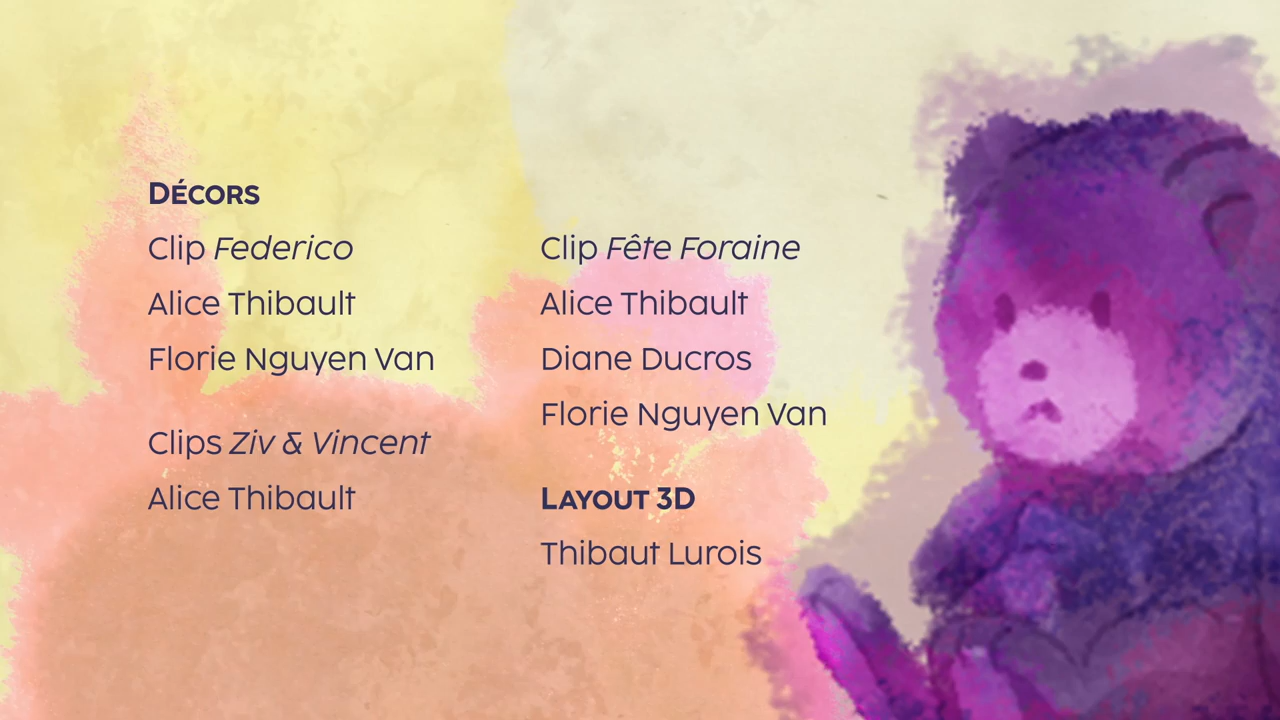 DÉCORS
Clip Federico
Alice Thibault
Florie Nguyen Van
Clips Ziv & Vincent
Alice Thibault
Clip Fête Foraine
Alice Thibault
Diane Ducros
Florie Nguyen Van
LAYOUT 3D
Thibaut Lurois